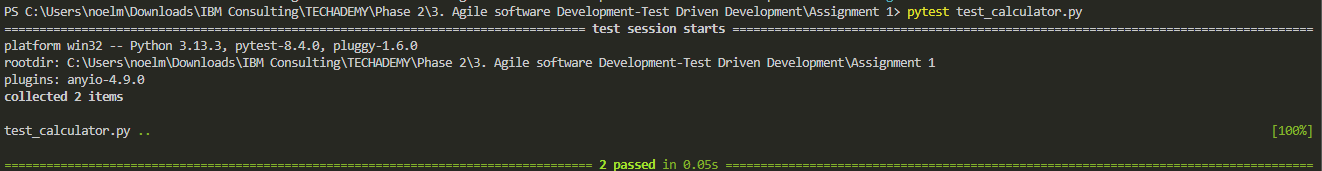 PS C:\Users\noelm\Downloads\IBM Consulting\TECHADEMY\Phase 2\3. Agile software Development-Test Driven Development\Assignment 1> pytest test_calculator.py
=================================================================================== test session starts ===================================================================================
platform win32 -- Python 3.13.3, pytest-8.4.0, pluggy-1.6.0
rootdir: C:\Users\noelm\Downloads\IBM Consulting\TECHADEMY\Phase 2\3. Agile software Development-Test Driven Development\Assignment 1
plugins: anyio-4.9.0
collected 2 items
test_calculator.py .. [100%]
==================================================================================== 2 passed in 0.05s ====================================================================================